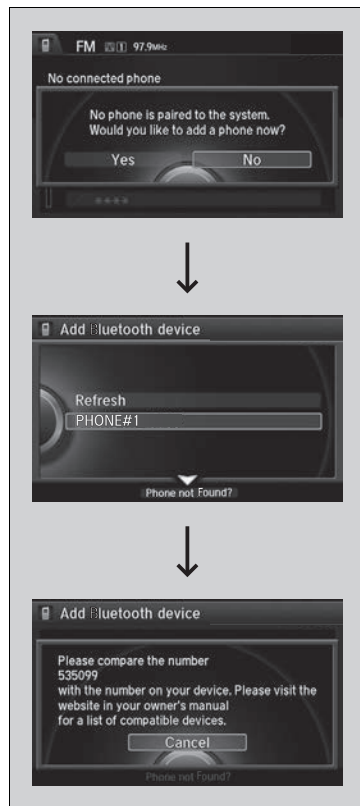 FM 1 97.9MHz
No connected phone
No phone is paired to the system.
Would you like to add a phone now?
Yes No
****
Add Bluetooth device
Refresh
PHONE#1
Phone not Found?
Add Bluetooth device
Please compare the number
535099
with the number on your device. Please visit the
website in your owner's manual
for a list of compatible devices.
Cancel
Phone not Found?